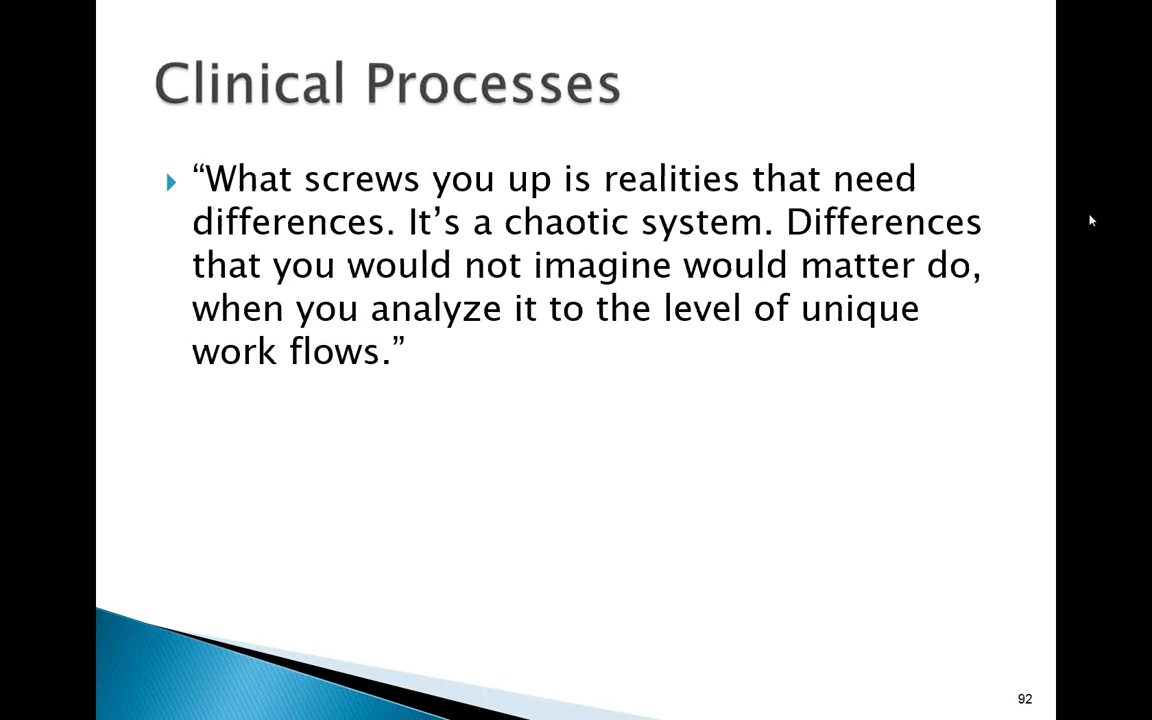 Clinical Processes
“What screws you up is realities that need
differences. It’s a chaotic system. Differences
that you would not imagine would matter do,
when you analyze it to the level of unique
work flows.”
92